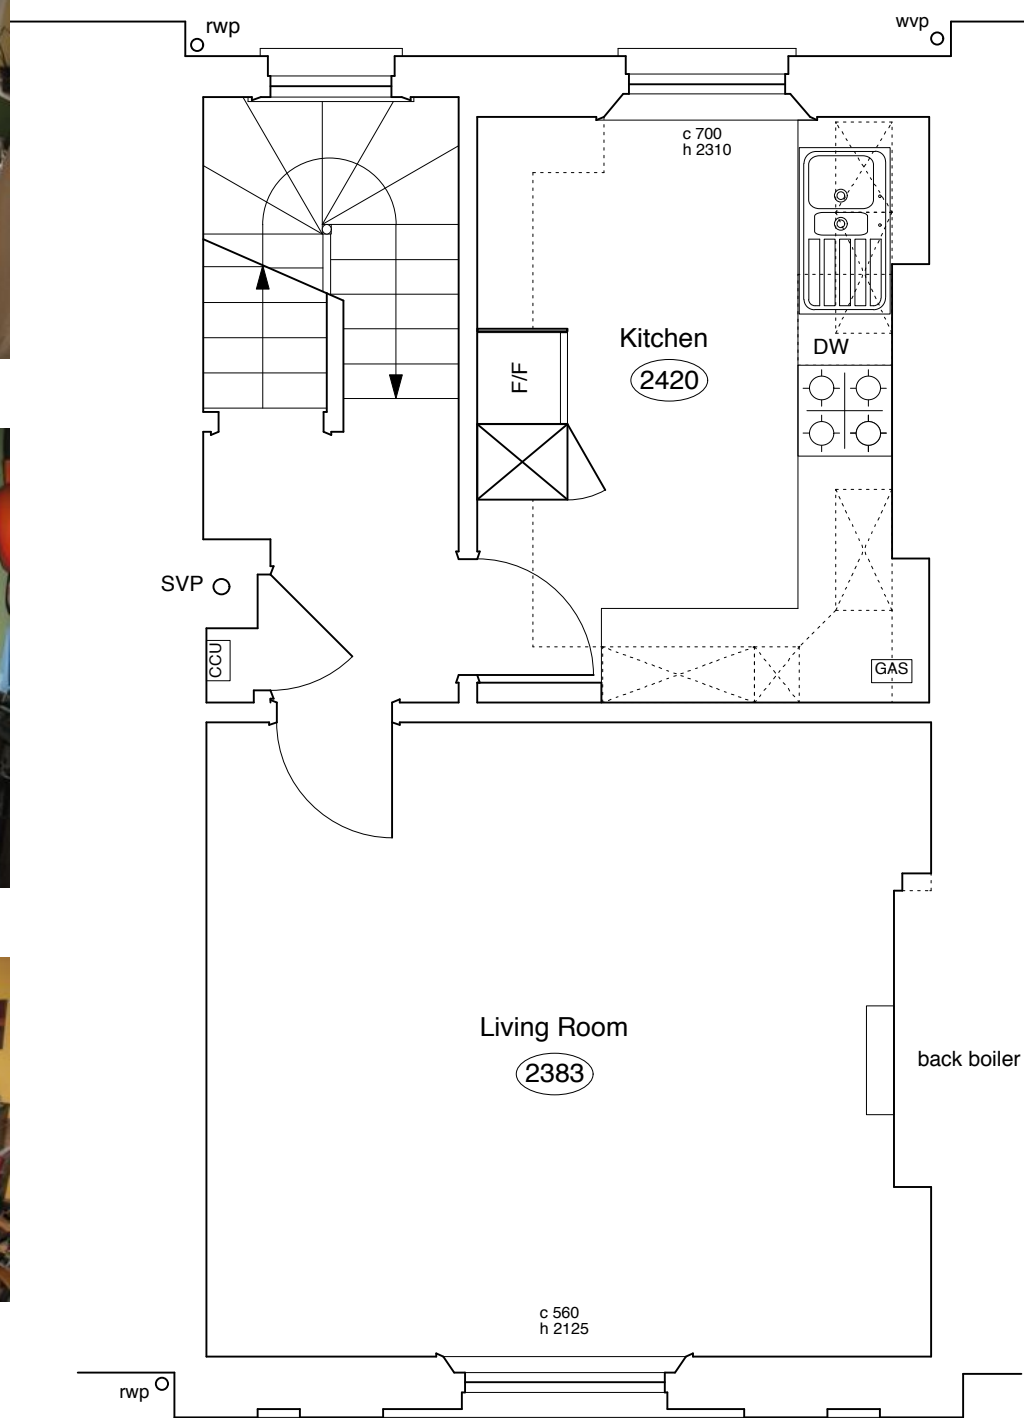 rwp
wvp
c 700
h 2310
Kitchen
2420
DW
F/F
SVP
CCU
GAS
Living Room
2383
back boiler
c 560
h 2125
rwp